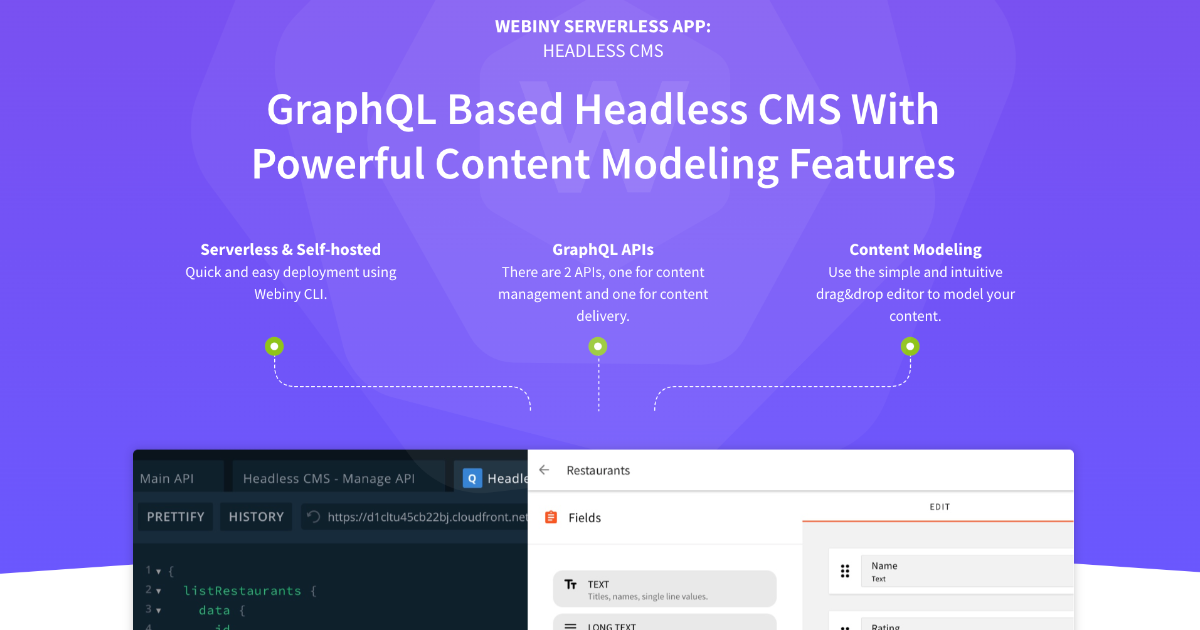 WEBINY SERVERLESS APP:
HEADLESS CMS
GraphQL Based Headless CMS With
Powerful Content Modeling Features
Serverless & Self-hosted
Quick and easy deployment using
Webiny CLI.
GraphQL APIs
There are 2 APIs, one for content
management and one for content
delivery.
Content Modeling
Use the simple and intuitive
drag&drop editor to model your
content.
Main API
Headless CMS - Manage API
Q Headle
PRETTIFY
HISTORY
https://d1cltu45cb22bj.cloudfront.net
1 {
2 listRestaurants {
3 data {
4 id
Restaurants
Fields
TEXT
Titles, names, single line values.
LONG TEXT
EDIT
Name
Text
Rating